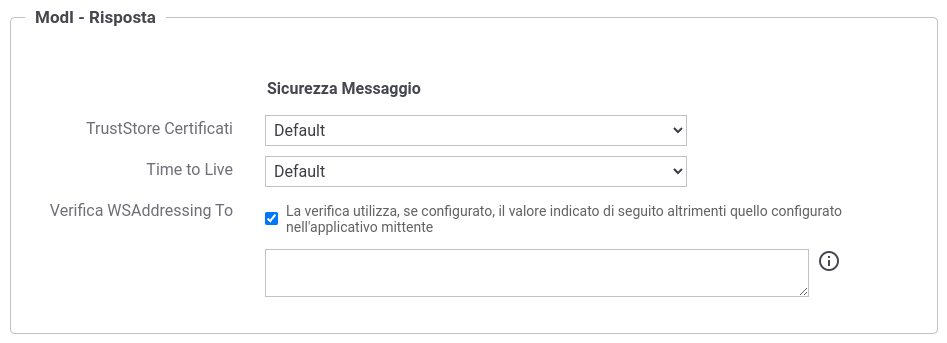 ModI - Risposta
Sicurezza Messaggio
TrustStore Certificati
Default
Time to Live
Default
Verifica WSAddressing To
La verifica utilizza, se configurato, il valore indicato di seguito altrimenti quello configurato
nell'applicativo mittente